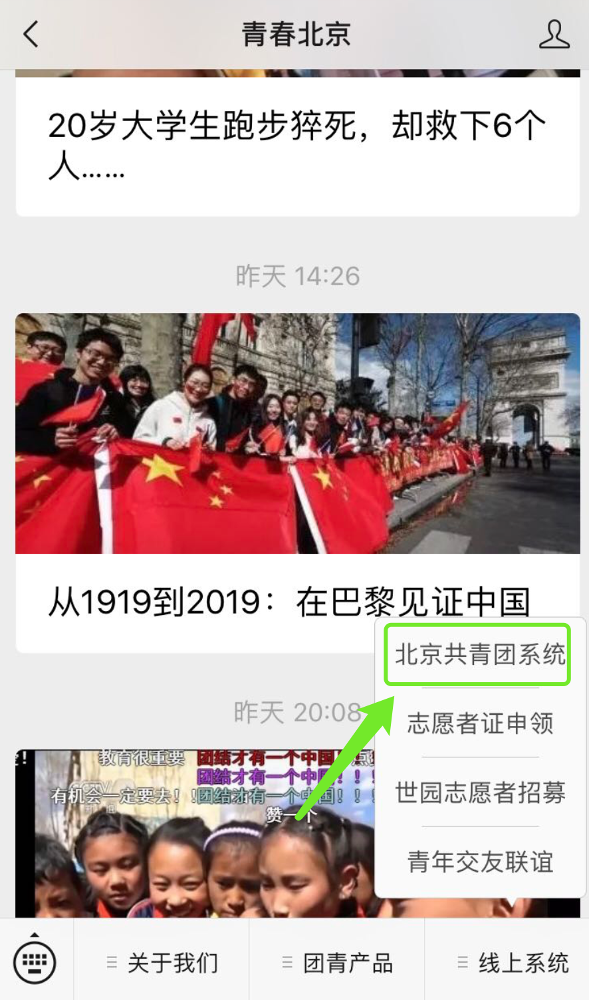 青春北京
20岁大学生跑步猝死，却救下6个
人……
昨天 14:26
从1919到2019：在巴黎见证中国
北京共青团系统
昨天 20:08
志愿者证申领
教育很重要 团结才有一个中国！
团结才有一个中国！！！
有机会一定要去！！团结才有一个中国！！！
赞一个
世园志愿者招募
青年交友联谊
关于我们
团青产品
线上系统